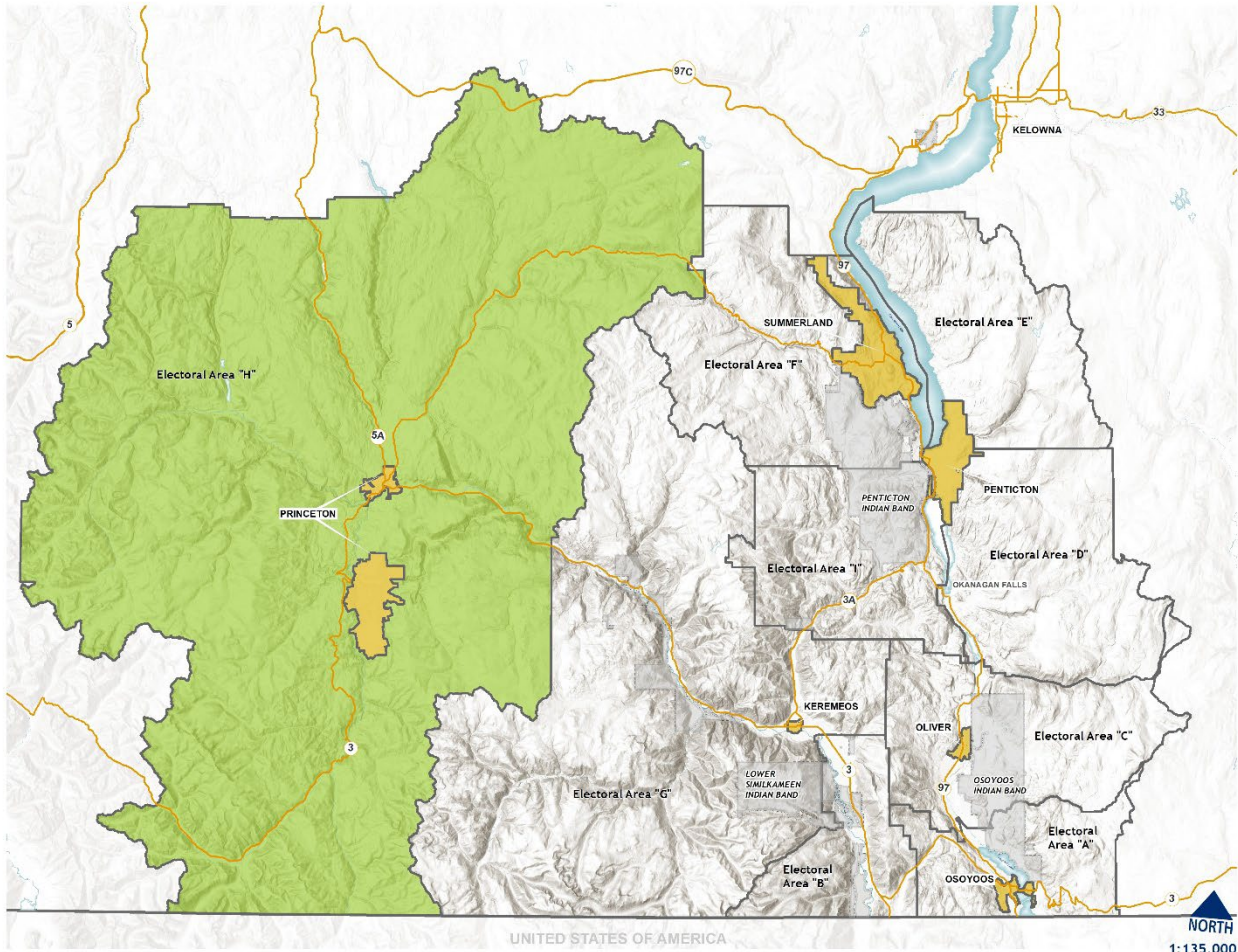 97C
33
KELOWNA
97
5
SUMMERLAND
Electoral Area "E"
Electoral Area "F"
Electoral Area "H"
5A
PENTICTON
INDIAN BAND
PENTICTON
PRINCETON
Electoral Area "D"
Electoral Area "I"
OKANAGAN FALLS
3A
KEREMEOS
OLIVER
Electoral Area "C"
3
LOWER
SIMILKAMEEN
INDIAN BAND
3
OSOYOOS
INDIAN BAND
97
Electoral Area "G"
Electoral
Area "A"
Electoral
Area "B"
OSOYOOS
3
NORTH
UNITED STATES OF AMERICA
1:135,000